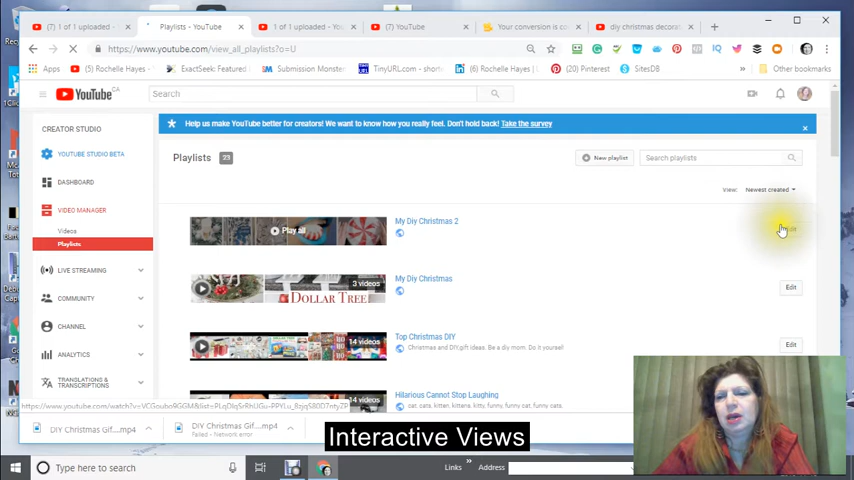 (7) 1 of 1 uploaded - YouTu
Playlists - YouTube
1 of 1 uploaded - YouTube
(7) YouTube
Your conversion is co
diy christmas decorati
https://www.youtube.com/view_all_playlists?o=U
Apps
(5) Rochelle Hayes
ExactSeek: Featured
Submission Monster
TinyURL.com - shorte
(1) Rochelle Hayes |
(20) Pinterest
SitesDB
»
Other bookmarks
YouTube CA
Search
CREATOR STUDIO
Help us make YouTube better for creators! We want to know how you really feel. Don't hold back! Take the survey
YOUTUBE STUDIO BETA
Playlists 23
New playlist
Search playlists
DASHBOARD
View: Newest created
VIDEO MANAGER
Videos
Playlists
Play all
My Diy Christmas 2
LIVE STREAMING
COMMUNITY
3 videos
DOLLAR TREE
My Diy Christmas
Edit
CHANNEL
14 videos
Top Christmas DIY
Christmas and DIY,gift ideas. Be a diy mom. Do it yourself.
Edit
ANALYTICS
TRANSLATIONS &
TRANSCRIPTIONS
14 videos
Hilarious Cannot Stop Laughing
cat. cats. kitten. kittens. kitty, funny, funny cat, funny cats.
DIY Christmas Gif....mp4
DIY Christmas Gif....mp4
Failed - Network error
Interactive Views
Type here to search
Links »
Address